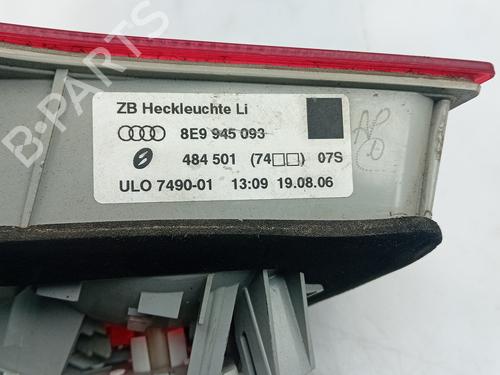 B-PARTS
ZB Heckleuchte Li
8E9 945 093
484 501 (74□□) 07S
ULO 7490-01 13:09 19.08.06